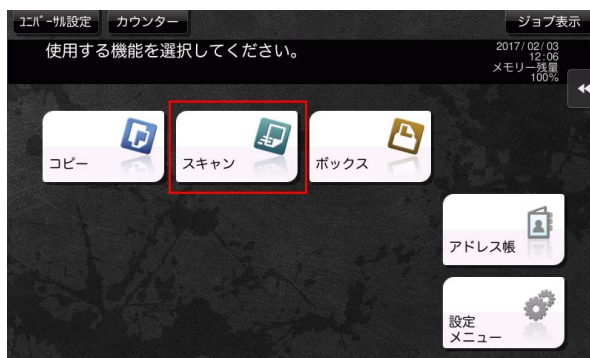 ユニバーサル設定 カウンター ジョブ表示
使用する機能を選択してください。
2017/02/03
12:06
メモリー残量
100%
コピー
スキャン
ボックス
アドレス帳
設定
メニュー